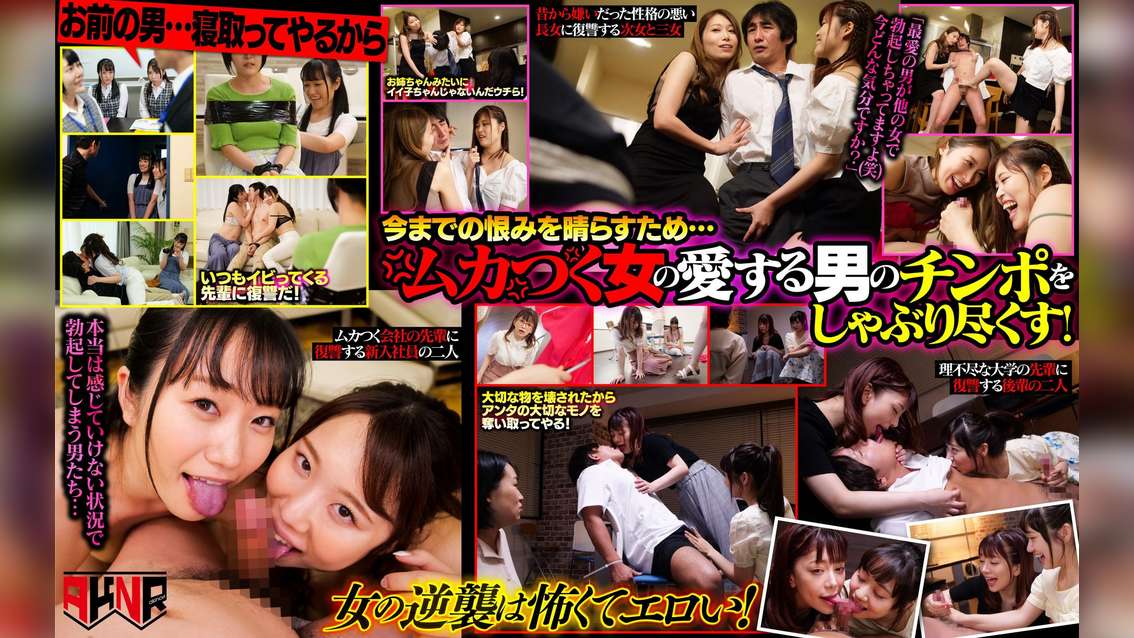 お前の男…寝取ってやるから
いつもイビってくる
先輩に復讐だ!
お姉ちゃんみたいに
イイ子ちゃんじゃないんだウチら!
昔から嫌いだった性格の悪い
長女に復讐する次女と三女
「最愛の男が他の女で
勃起しちゃってますよ(笑)
今どんな気分ですか?」
今までの恨みを晴らすため…
ムカつく女の愛する男のチンポを
しゃぶり尽くす!
ムカつく会社の先輩に
復讐する新入社員の二人
本当は感じていけない状況で
勃起してしまう男たち…
大切な物を壊されたから
アンタの大切なモノを
奪い取ってやる!
理不尽な大学の先輩に
復讐する後輩の二人
AKNR
女の逆襲は怖くてエロい!